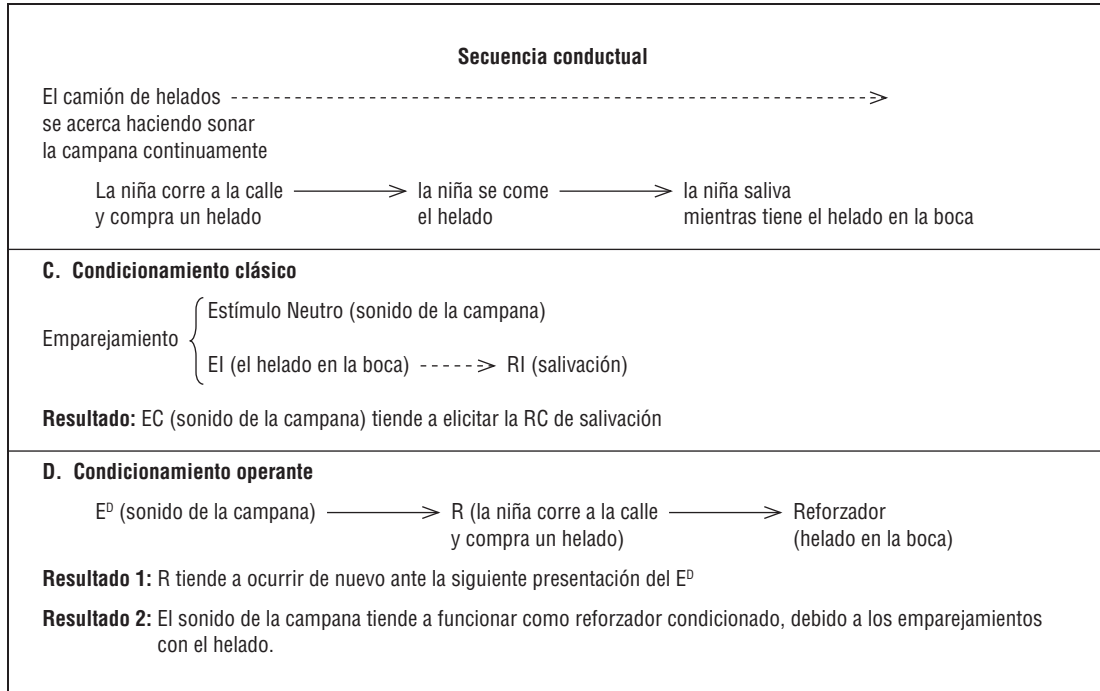 Secuencia conductual
El camión de helados
se acerca haciendo sonar
la campana continuamente
La niña corre a la calle
y compra un helado
la niña se come
el helado
la niña saliva
mientras tiene el helado en la boca
C. Condicionamiento clásico
Emparejamiento
Estímulo Neutro (sonido de la campana)
EI (el helado en la boca) RI (salivación)
Resultado: EC (sonido de la campana) tiende a elicitar la RC de salivación
D. Condicionamiento operante
Eᴰ (sonido de la campana)
R (la niña corre a la calle
y compra un helado)
Reforzador
(helado en la boca)
Resultado 1: R tiende a ocurrir de nuevo ante la siguiente presentación del Eᴰ
Resultado 2: El sonido de la campana tiende a funcionar como reforzador condicionado, debido a los emparejamientos
con el helado.